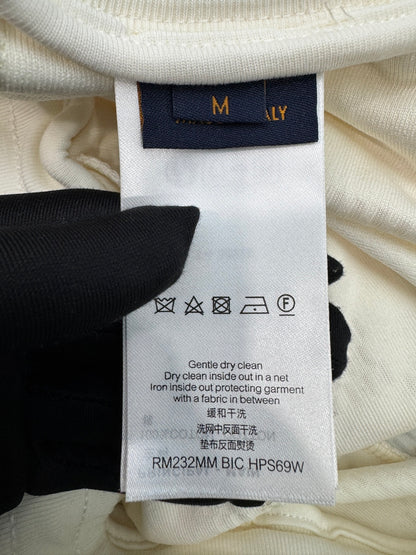 M
ALY
F
Gentle dry clean
Dry clean inside out in a net
Iron inside out protecting garment
with a fabric in between
缓和干洗
洗网中反面干洗
垫布反面熨烫
RM232MM BIC HPS69W